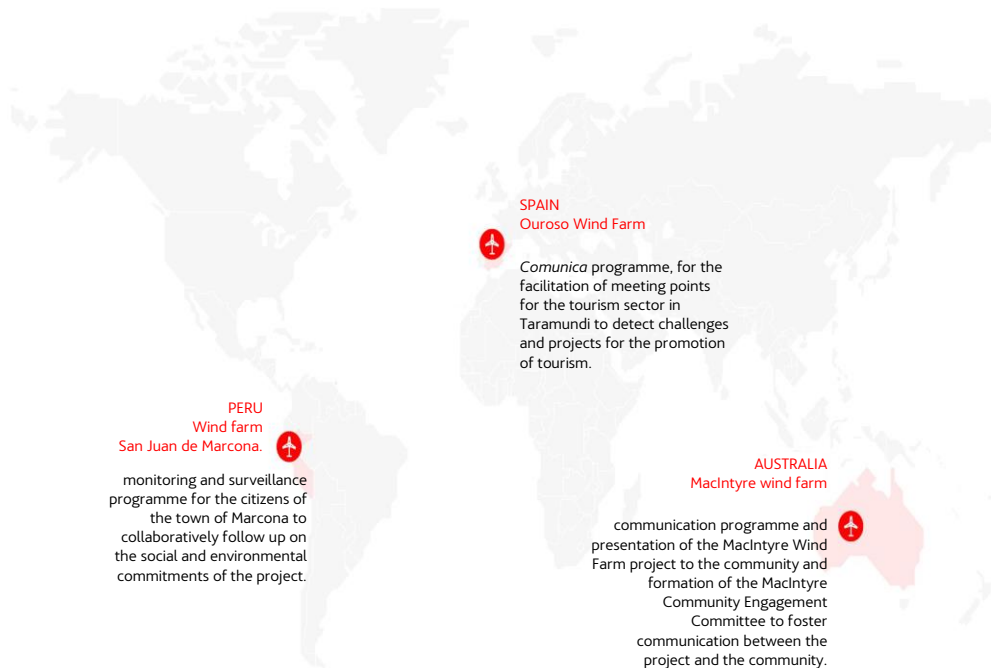 SPAIN
Ouroso Wind Farm
Comunica programme, for the
facilitation of meeting points
for the tourism sector in
Taramundi to detect challenges
and projects for the promotion
of tourism.
PERU
Wind farm
San Juan de Marcona.
monitoring and surveillance
programme for the citizens of
the town of Marcona to
collaboratively follow up on
the social and environmental
commitments of the project.
AUSTRALIA
MacIntyre wind farm
communication programme and
presentation of the MacIntyre Wind
Farm project to the community and
formation of the MacIntyre
Community Engagement
Committee to foster
communication between the
project and the community.